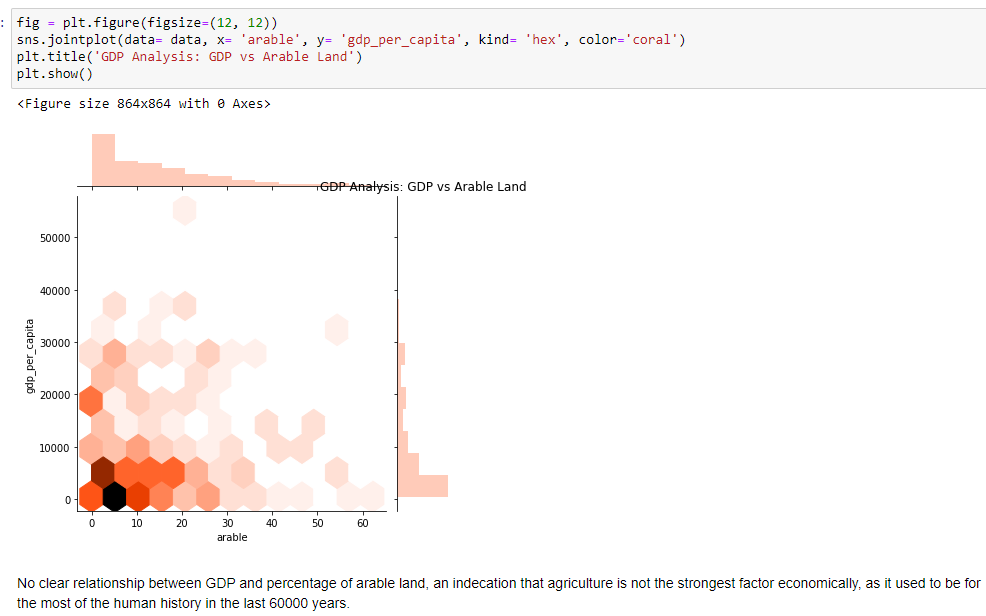 :
fig = plt.figure(figsize=(12, 12))
sns.jointplot(data= data, x= 'arable', y= 'gdp_per_capita', kind= 'hex', color='coral')
plt.title('GDP Analysis: GDP vs Arable Land')
plt.show()
<Figure size 864x864 with 0 Axes>
GDP Analysis: GDP vs Arable Land
50000
40000
30000
20000
10000
0
gdp_per_capita
0 10 20 30 40 50 60
arable
No clear relationship between GDP and percentage of arable land, an indecation that agriculture is not the strongest factor economically, as it used to be for
the most of the human history in the last 60000 years.